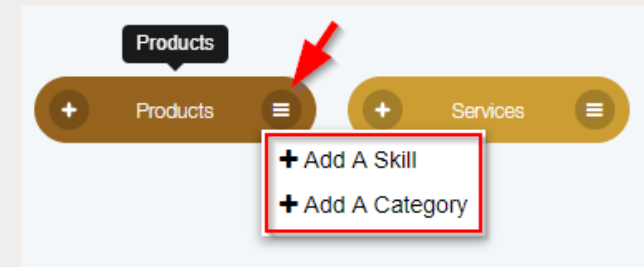 Products
Products
Services
Add A Skill
Add A Category